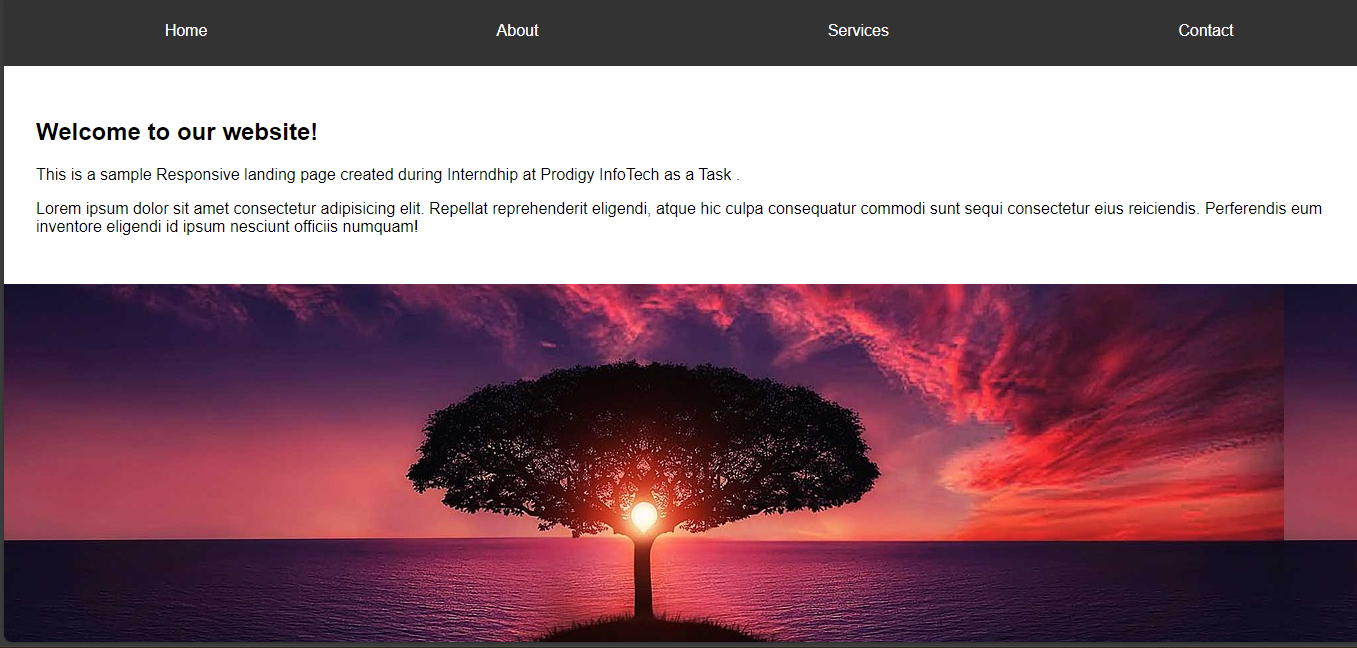 Home About Services Contact
Welcome to our website!
This is a sample Responsive landing page created during Interndhip at Prodigy InfoTech as a Task .
Lorem ipsum dolor sit amet consectetur adipisicing elit. Repellat reprehenderit eligendi, atque hic culpa consequatur commodi sunt sequi consectetur eius reiciendis. Perferendis eum
inventore eligendi id ipsum nesciunt officiis numquam!